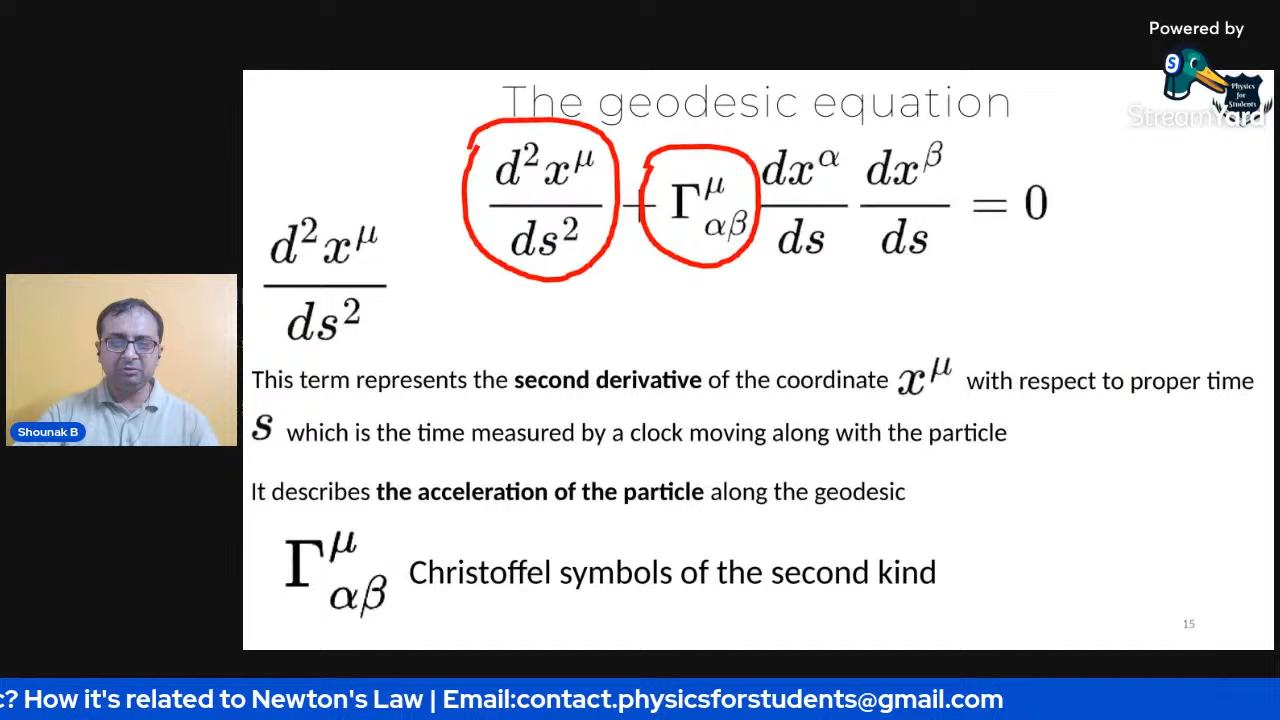 Powered by
S
Physics
for
Students
StreamYard
The geodesic equation
d²x^μ/ds² + Γ^μ_αβ dx^α/ds dx^β/ds = 0
d²x^μ/ds²
This term represents the second derivative of the coordinate x^μ with respect to proper time
s which is the time measured by a clock moving along with the particle
It describes the acceleration of the particle along the geodesic
Γ^μ_αβ Christoffel symbols of the second kind
15
Shounak B
c? How it's related to Newton's Law | Email:contact.physicsforstudents@gmail.com